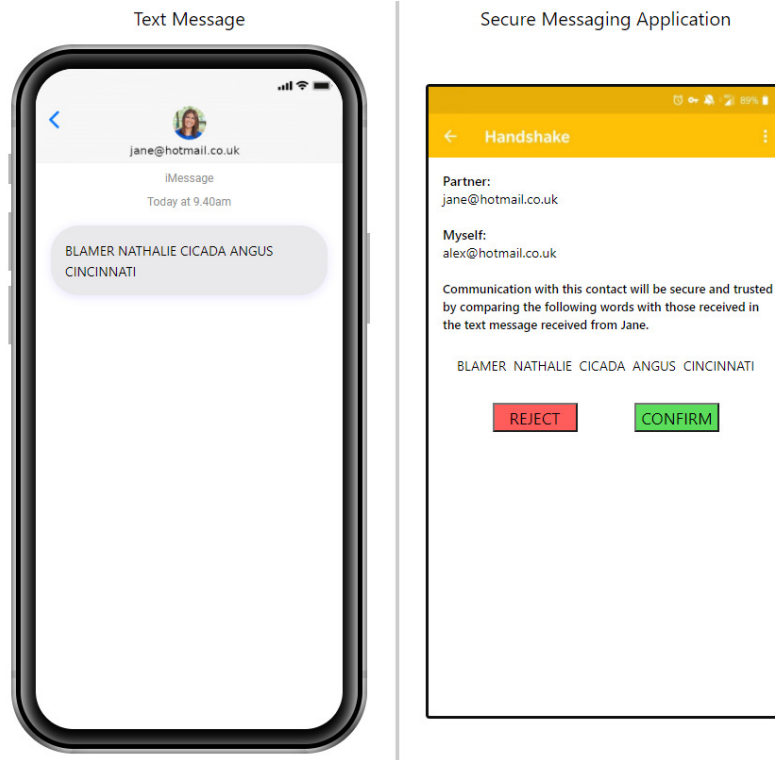 Text Message
jane@hotmail.co.uk
iMessage
Today at 9.40am
BLAMER NATHALIE CICADA ANGUS
CINCINNATI
Secure Messaging Application
89%
Handshake
Partner:
jane@hotmail.co.uk
Myself:
alex@hotmail.co.uk
Communication with this contact will be secure and trusted
by comparing the following words with those received in
the text message received from Jane.
BLAMER NATHALIE CICADA ANGUS CINCINNATI
REJECT CONFIRM